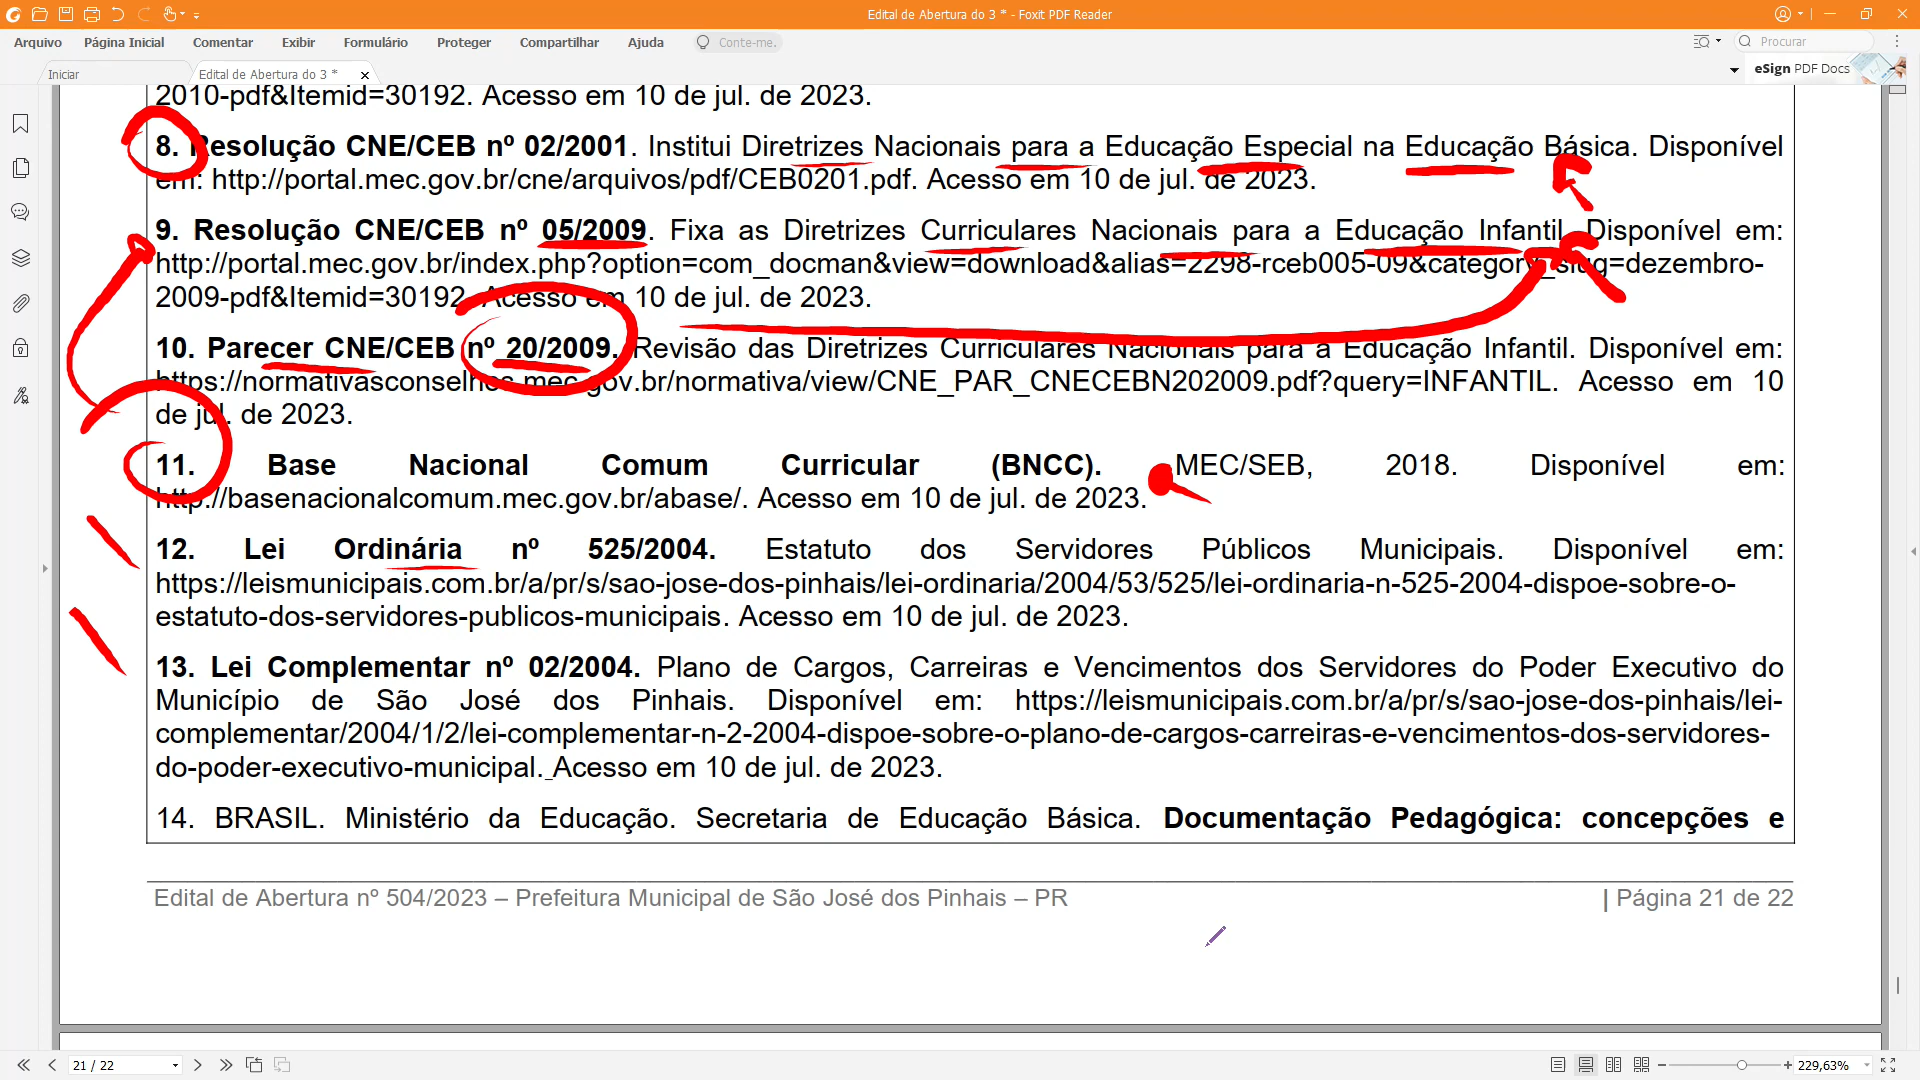 Edital de Abertura do 3 * - Foxit PDF Reader
Arquivo Página Inicial Comentar Exibir Formulário Proteger Compartilhar Ajuda Conte-me. Procurar
Iniciar Edital de Abertura do 3 * eSign PDF Docs
2010-pdf&Itemid=30192. Acesso em 10 de jul. de 2023.
8. Resolução CNE/CEB nº 02/2001. Institui Diretrizes Nacionais para a Educação Especial na Educação Básica. Disponível
em: http://portal.mec.gov.br/cne/arquivos/pdf/CEB0201.pdf. Acesso em 10 de jul. de 2023.
9. Resolução CNE/CEB nº 05/2009. Fixa as Diretrizes Curriculares Nacionais para a Educação Infantil. Disponível em:
http://portal.mec.gov.br/index.php?option=com_docman&view=download&alias=2298-rceb005-09&category_slug=dezembro-
2009-pdf&Itemid=30192. Acesso em 10 de jul. de 2023.
10. Parecer CNE/CEB nº 20/2009. Revisão das Diretrizes Curriculares Nacionais para a Educação Infantil. Disponível em:
https://normativasconselhos.mec.gov.br/normativa/view/CNE_PAR_CNECEBN202009.pdf?query=INFANTIL. Acesso em 10
de jul. de 2023.
11. Base Nacional Comum Curricular (BNCC). MEC/SEB, 2018. Disponível em:
http://basenacionalcomum.mec.gov.br/abase/. Acesso em 10 de jul. de 2023.
12. Lei Ordinária nº 525/2004. Estatuto dos Servidores Públicos Municipais. Disponível em:
https://leismunicipais.com.br/a/pr/s/sao-jose-dos-pinhais/lei-ordinaria/2004/53/525/lei-ordinaria-n-525-2004-dispoe-sobre-o-
estatuto-dos-servidores-publicos-municipais. Acesso em 10 de jul. de 2023.
13. Lei Complementar nº 02/2004. Plano de Cargos, Carreiras e Vencimentos dos Servidores do Poder Executivo do
Município de São José dos Pinhais. Disponível em: https://leismunicipais.com.br/a/pr/s/sao-jose-dos-pinhais/lei-
complementar/2004/1/2/lei-complementar-n-2-2004-dispoe-sobre-o-plano-de-cargos-carreiras-e-vencimentos-dos-servidores-
do-poder-executivo-municipal. Acesso em 10 de jul. de 2023.
14. BRASIL. Ministério da Educação. Secretaria de Educação Básica. Documentação Pedagógica: concepções e
Edital de Abertura nº 504/2023 – Prefeitura Municipal de São José dos Pinhais – PR | Página 21 de 22
21 / 22 229,63%